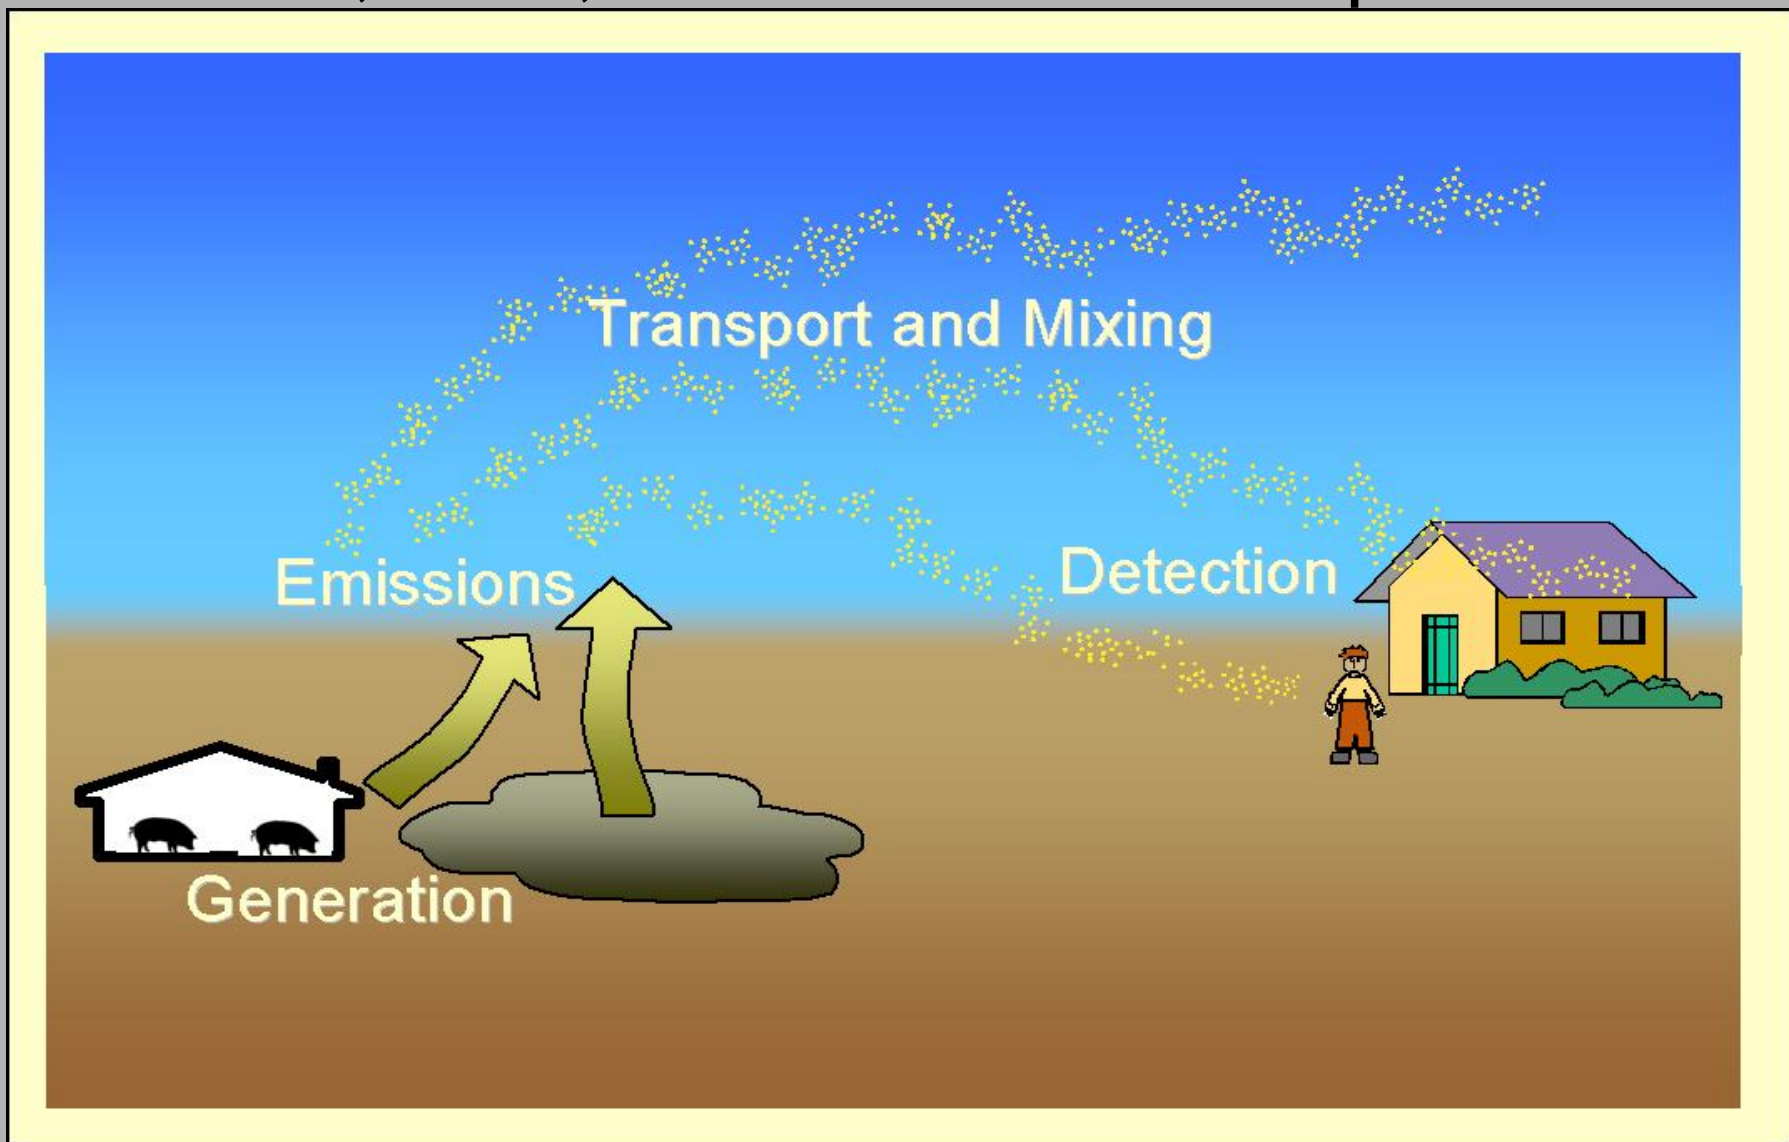 Transport and Mixing
Emissions
Detection
Generation